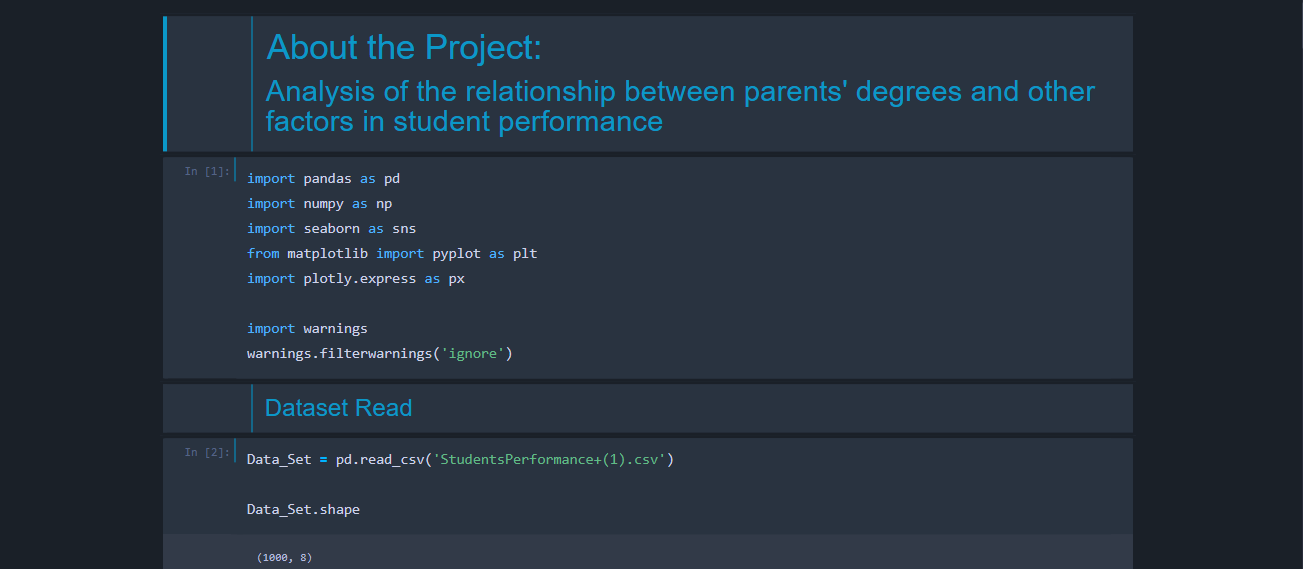 About the Project:
Analysis of the relationship between parents' degrees and other
factors in student performance
In [1]:
import pandas as pd
import numpy as np
import seaborn as sns
from matplotlib import pyplot as plt
import plotly.express as px
import warnings
warnings.filterwarnings('ignore')
Dataset Read
In [2]:
Data_Set = pd.read_csv('StudentsPerformance+(1).csv')
Data_Set.shape
(1000, 8)